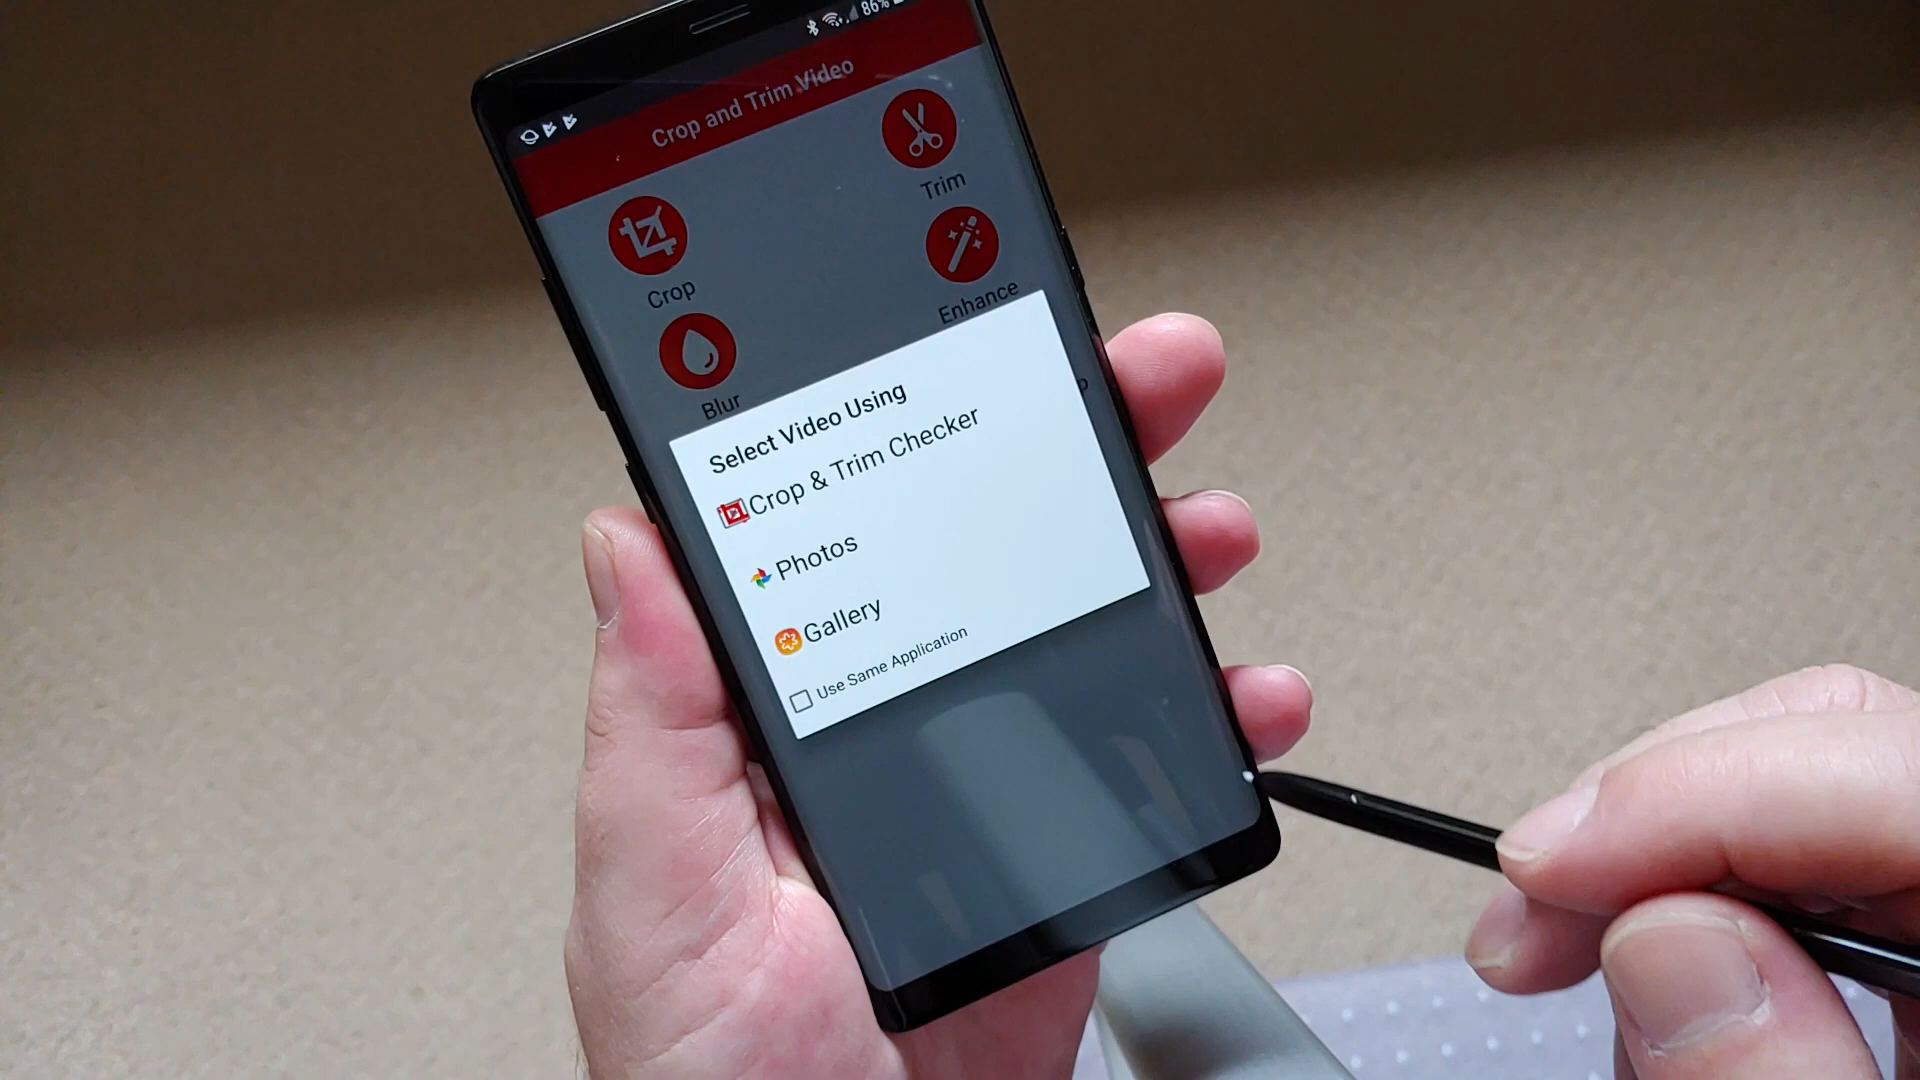 86%
Crop and Trim Video
Crop
Trim
Blur
Enhance
Select Video Using
Crop & Trim Checker
Photos
Gallery
Use Same Application